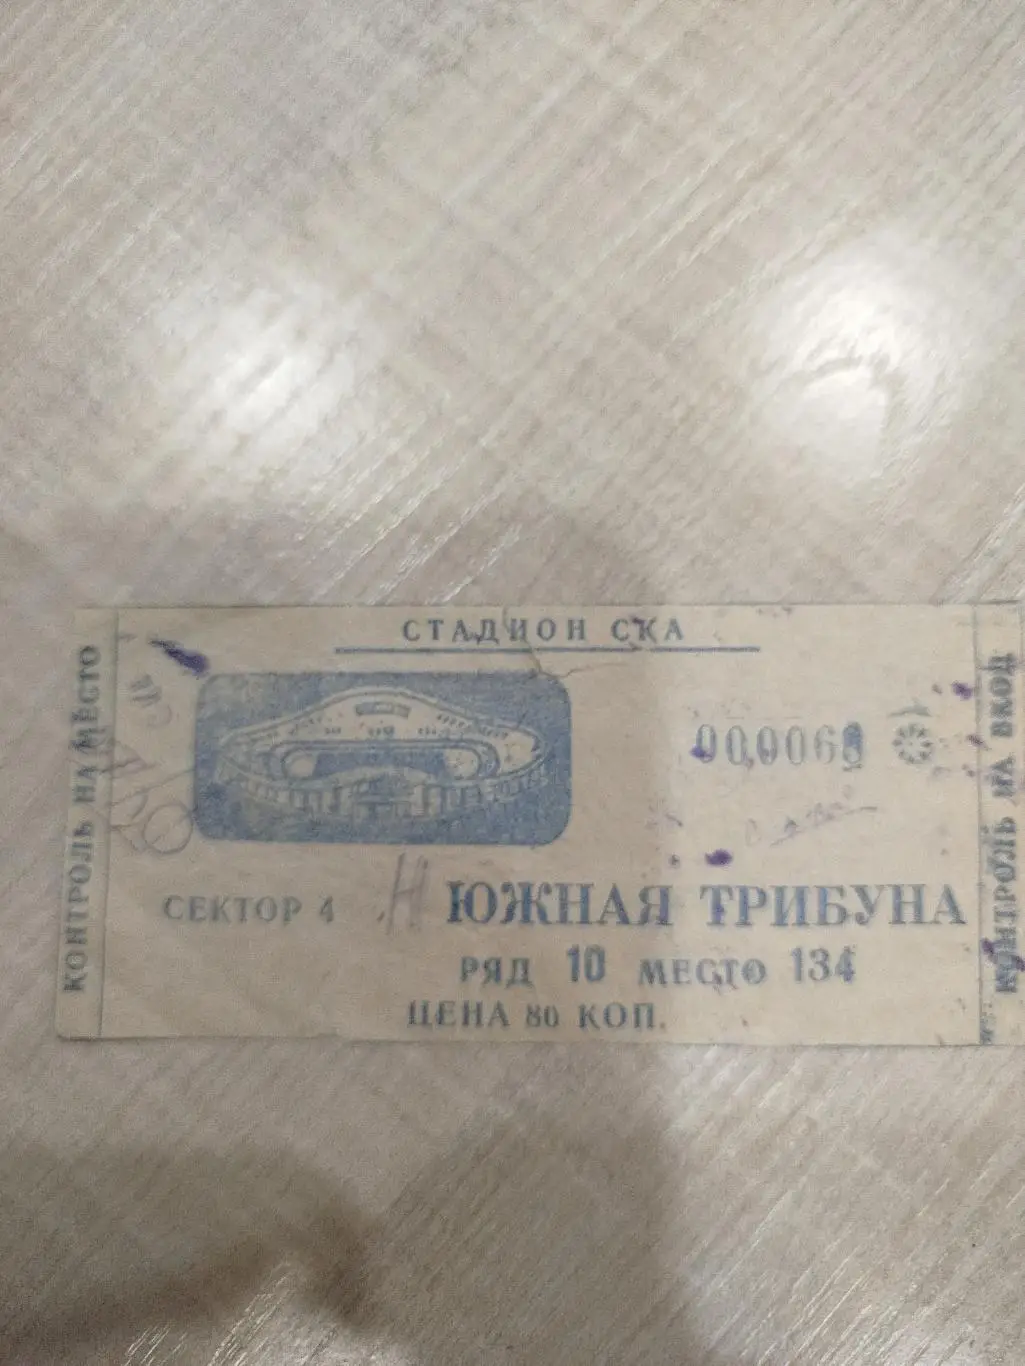 СТАДИОН СКА
КОНТРОЛЬ НА МЕСТО
СЕКТОР 4
Н
ЮЖНАЯ ТРИБУНА
РЯД 10 МЕСТО 134
ЦЕНА 80 КОП.
КОНТРОЛЬ НА ВХОД